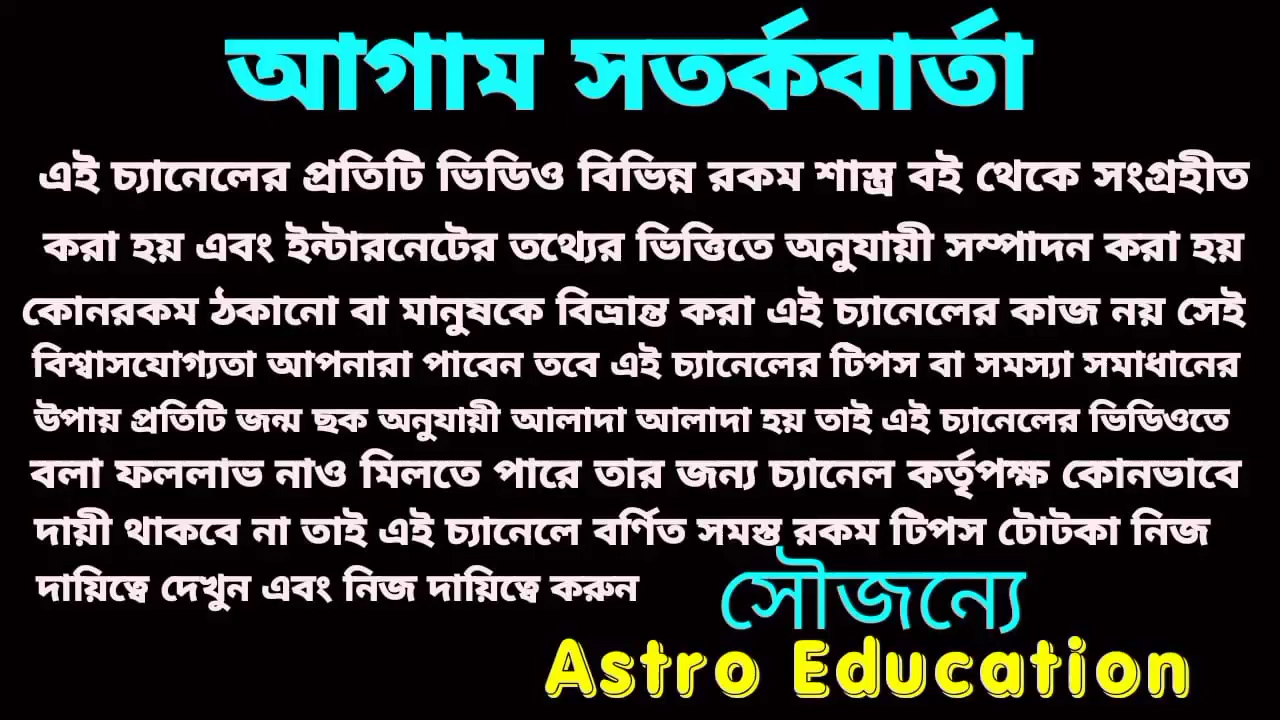 আগাম সতর্কবার্তা
এই চ্যানেলের প্রতিটি ভিডিও বিভিন্ন রকম শাস্ত্র বই থেকে সংগ্রহীত
করা হয় এবং ইন্টারনেটের তথ্যের ভিত্তিতে অনুযায়ী সম্পাদন করা হয়
কোনরকম ঠকানো বা মানুষকে বিভ্রান্ত করা এই চ্যানেলের কাজ নয় সেই
বিশ্বাসযোগ্যতা আপনারা পাবেন তবে এই চ্যানেলের টিপস বা সমস্যা সমাধানের
উপায় প্রতিটি জন্ম ছক অনুযায়ী আলাদা আলাদা হয় তাই এই চ্যানেলের ভিডিওতে
বলা ফললাভ নাও মিলতে পারে তার জন্য চ্যানেল কর্তৃপক্ষ কোনভাবে
দায়ী থাকবে না তাই এই চ্যানেলে বর্ণিত সমস্ত রকম টিপস টোটকা নিজ
দায়িত্বে দেখুন এবং নিজ দায়িত্বে করুন
সৌজন্যে
Astro Education